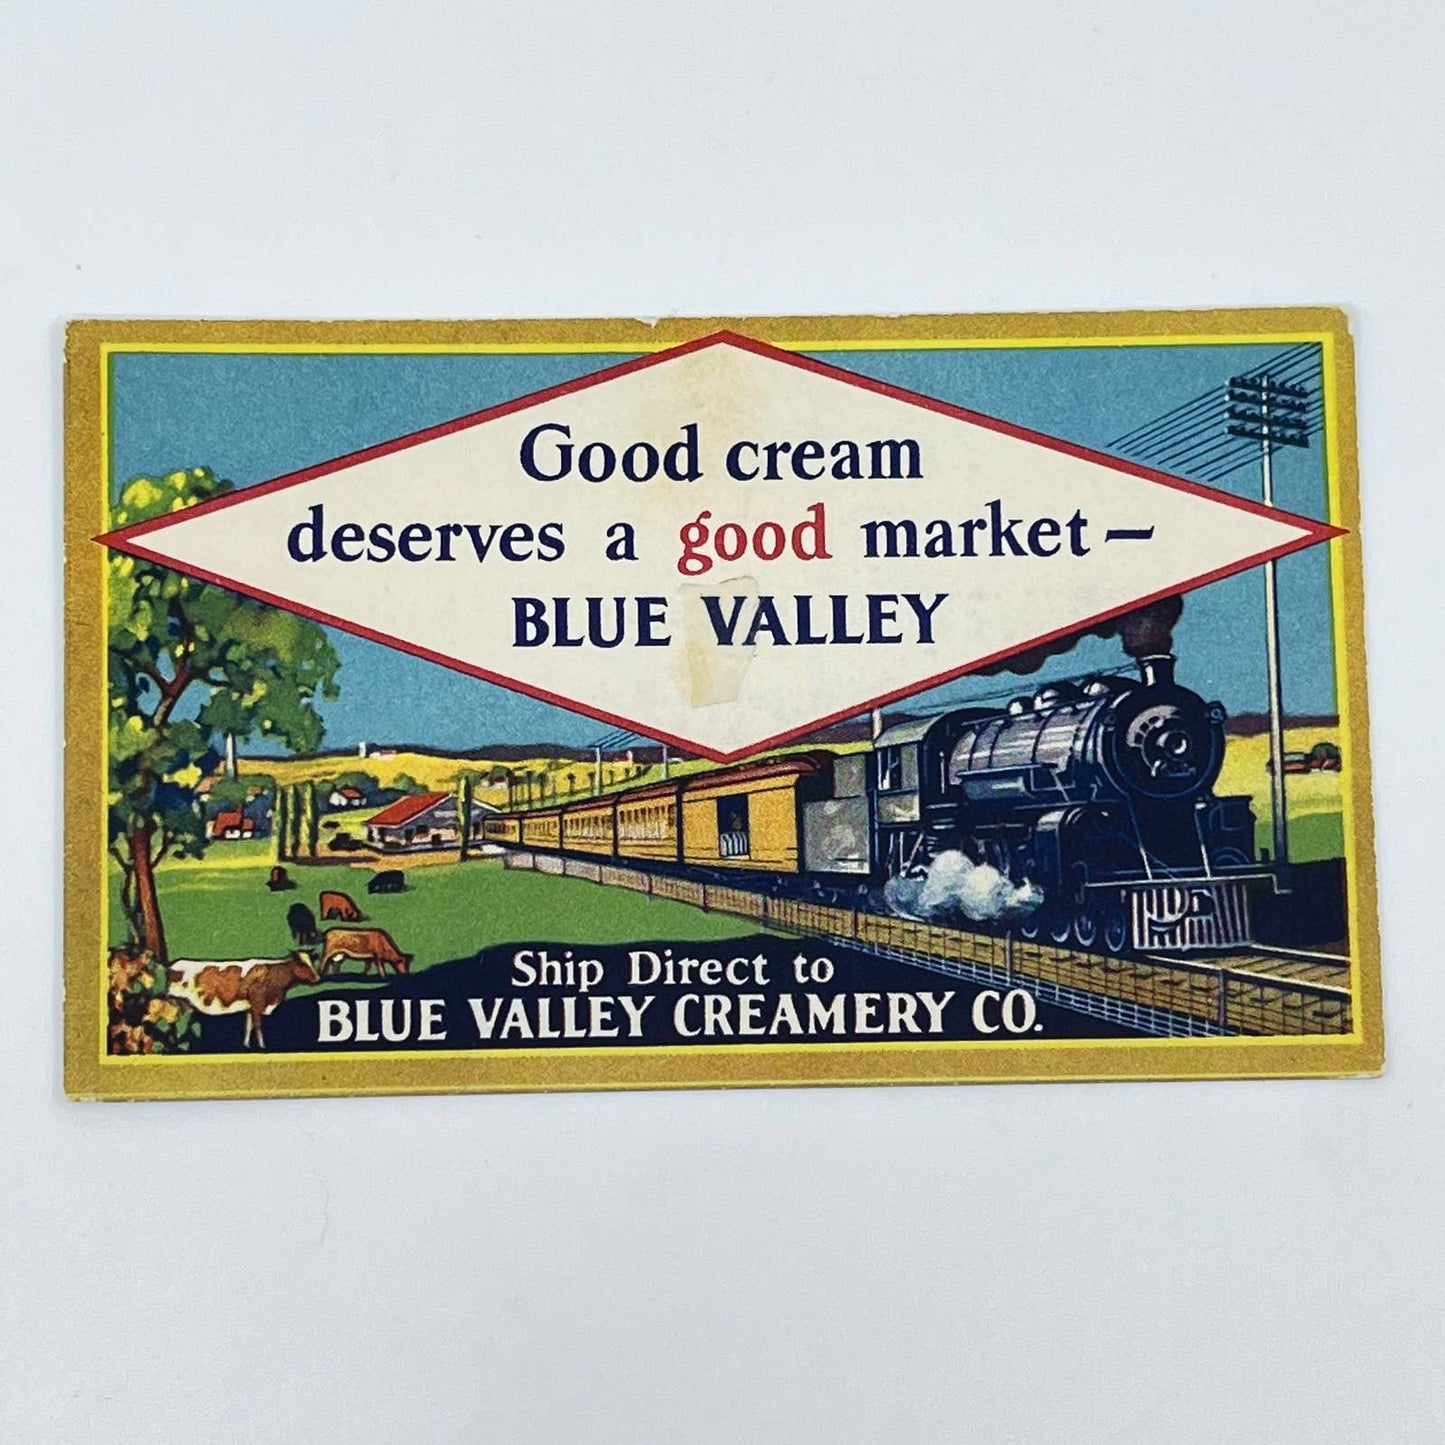 Good cream
deserves a good market —
BLUE VALLEY
Ship Direct to
BLUE VALLEY CREAMERY CO.